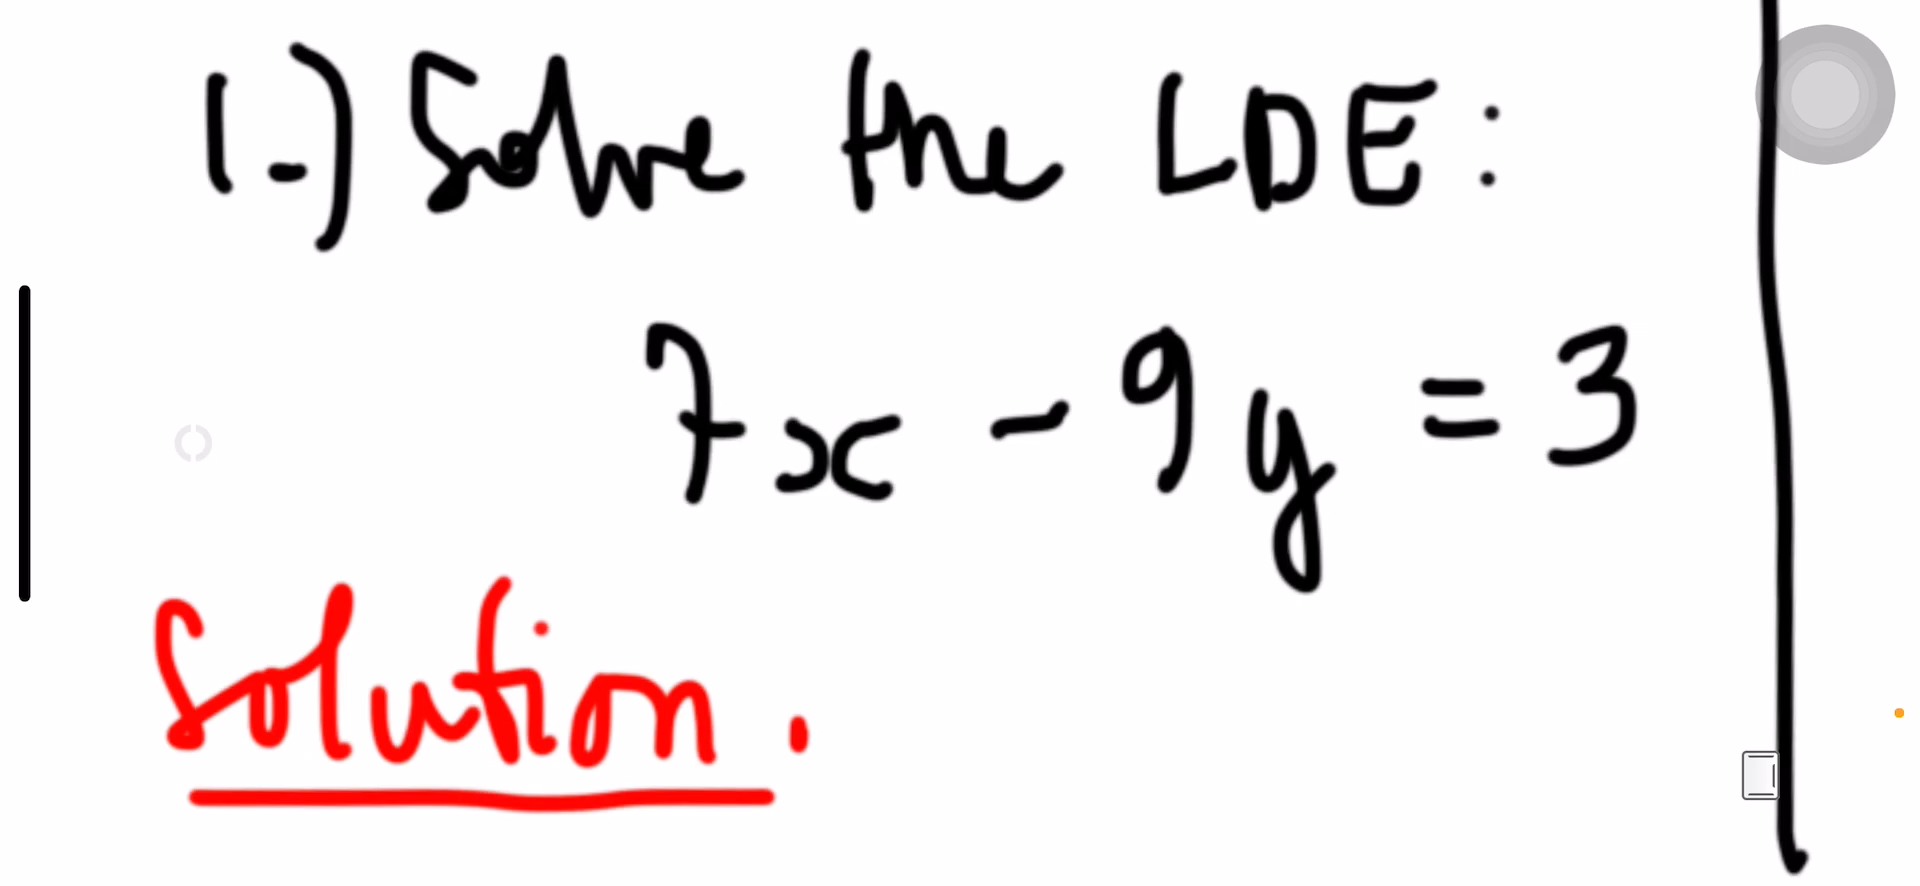 1.) Solve the LDE:
7x - 9y = 3
Solution.